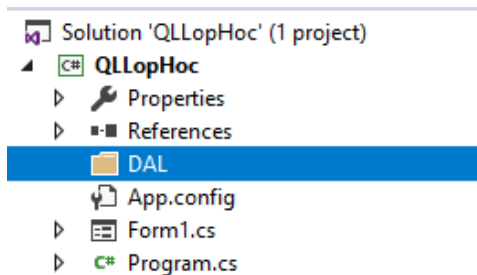 Solution 'QLLopHoc' (1 project)
C# QLLopHoc
Properties
References
DAL
App.config
Form1.cs
C# Program.cs